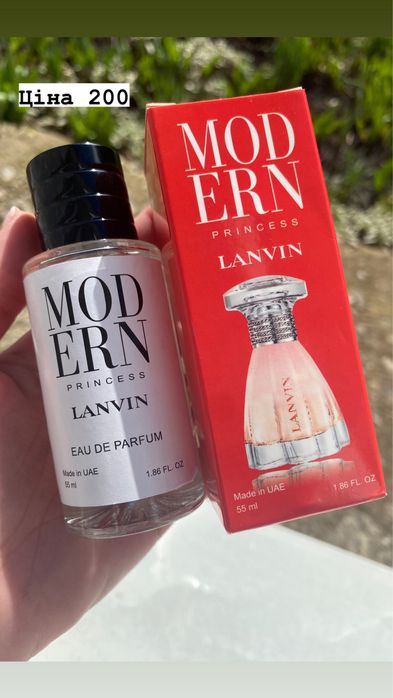 Ціна 200
MOD
ERN
PRINCESS
LANVIN
EAU DE PARFUM
Made in UAE
55 ml
1.86 FL. OZ
MOD
ERN
PRINCESS
LANVIN
LANVIN
Made in UAE
55 ml
1.86 FL. OZ